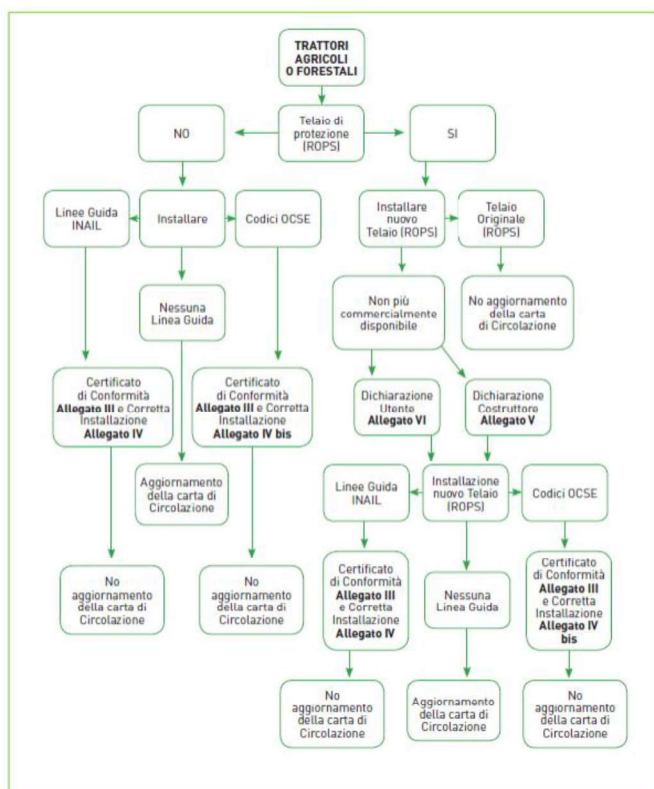 TRATTORI
AGRICOLI
O FORESTALI
NO
Telaio di
protezione
(ROPS)
SI
Linee Guida
INAIL
Installare
Codici OCSE
Installare
nuovo
Telaio (ROPS)
Telaio
Originale
(ROPS)
Nessuna
Linea Guida
Non più
commercialmente
disponibile
No aggiornamento
della carta
di Circolazione
Certificato
di Conformità
Allegato III e Corretta
Installazione
Allegato IV
Certificato
di Conformità
Allegato III e Corretta
Installazione
Allegato IV bis
Dichiarazione
Utente
Allegato VI
Dichiarazione
Costruttore
Allegato V
Aggiornamento
della carta di
Circolazione
Linee Guida
INAIL
Installazione
nuovo Telaio
(ROPS)
Codici OCSE
No
aggiornamento
della carta di
Circolazione
No
aggiornamento
della carta di
Circolazione
Certificato
di Conformità
Allegato III
e Corretta
Installazione
Allegato IV
Nessuna
Linea Guida
Certificato
di Conformità
Allegato III
e Corretta
Installazione
Allegato IV
bis
No
aggiornamento
della carta di
Circolazione
Aggiornamento
della carta di
Circolazione
No
aggiornamento
della carta di
Circolazione